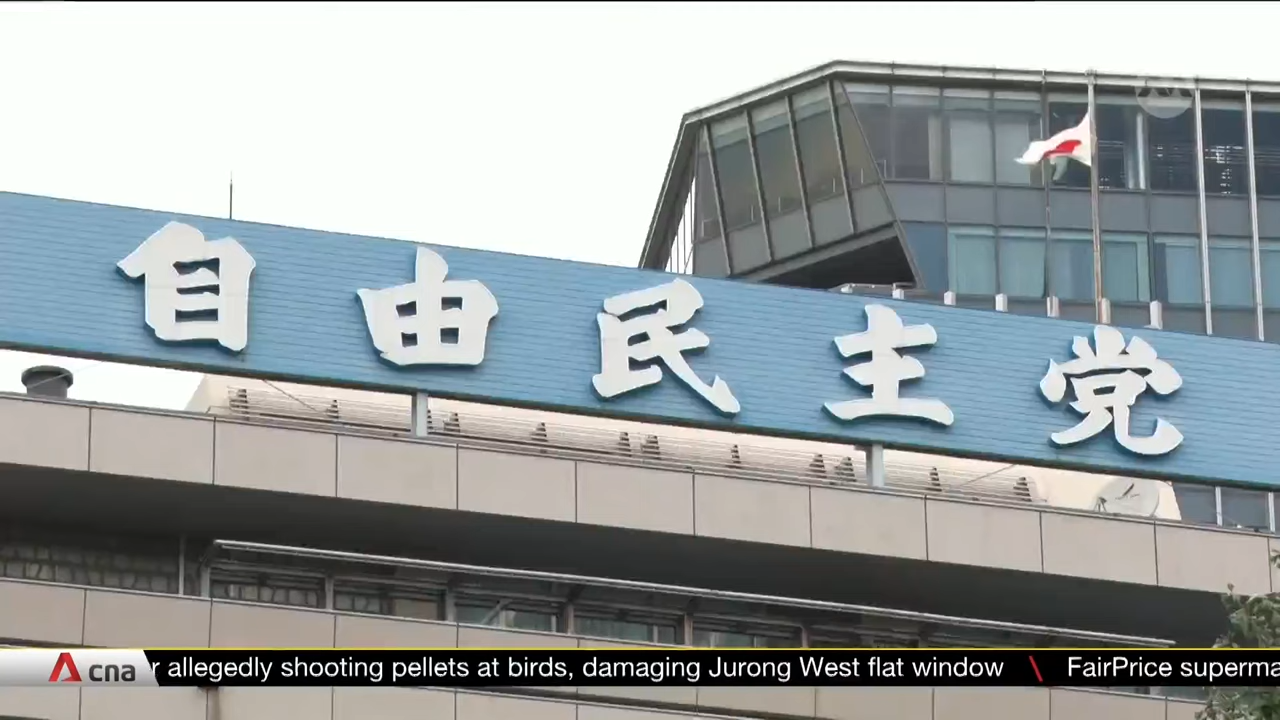 自由民主党
cna
r allegedly shooting pellets at birds, damaging Jurong West flat window \ FairPrice superma